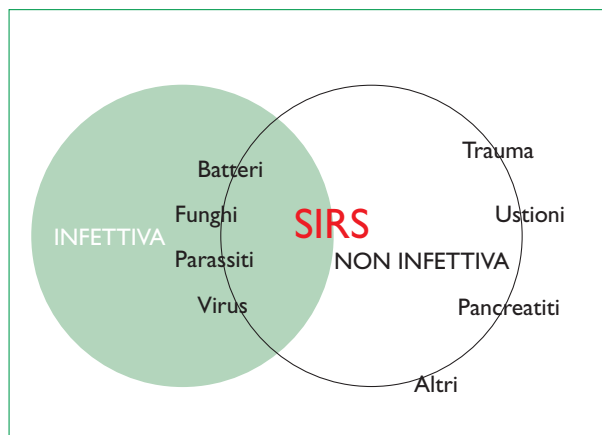 Trauma
Batteri
Funghi
SIRS
Ustioni
INFETTIVA
Parassiti
NON INFETTIVA
Virus
Pancreatiti
Altri